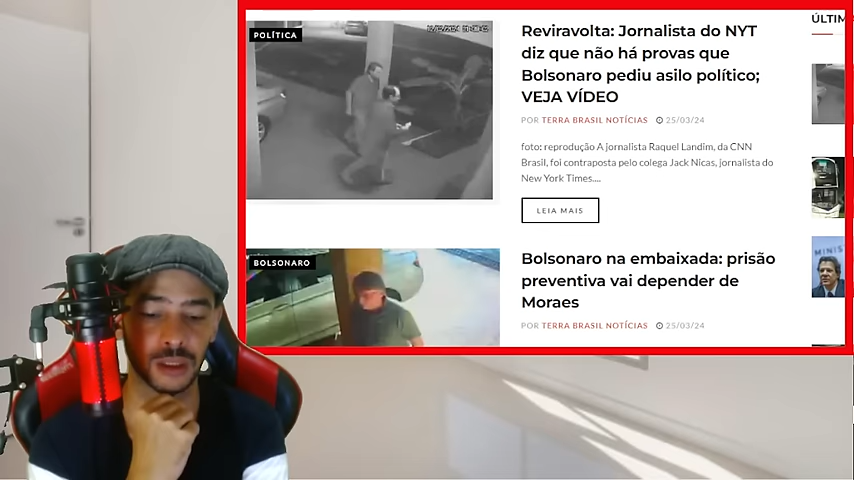 POLÍTICA
Reviravolta: Jornalista do NYT
diz que não há provas que
Bolsonaro pediu asilo político;
VEJA VÍDEO
POR TERRA BRASIL NOTÍCIAS 25/03/24
foto: reprodução A jornalista Raquel Landim, da CNN
Brasil, foi contraposta pelo colega Jack Nicas, jornalista do
New York Times....
LEIA MAIS
BOLSONARO
Bolsonaro na embaixada: prisão
preventiva vai depender de
Moraes
POR TERRA BRASIL NOTÍCIAS 25/03/24
ÚLTIM
MINIS